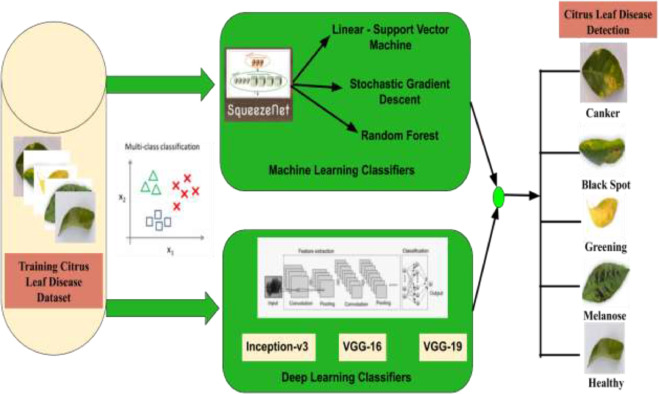 Training Citrus
Leaf Disease
Dataset
Multi-class classification
X₂
X₁
SqueezeNet
Linear - Support Vector
Machine
Stochastic Gradient
Descent
Random Forest
Machine Learning Classifiers
Feature extraction
Classification
Input
Convolution
Pooling
Convolution
Pooling
Output
Inception-v3
VGG-16
VGG-19
Deep Learning Classifiers
Citrus Leaf Disease
Detection
Canker
Black Spot
Greening
Melanose
Healthy